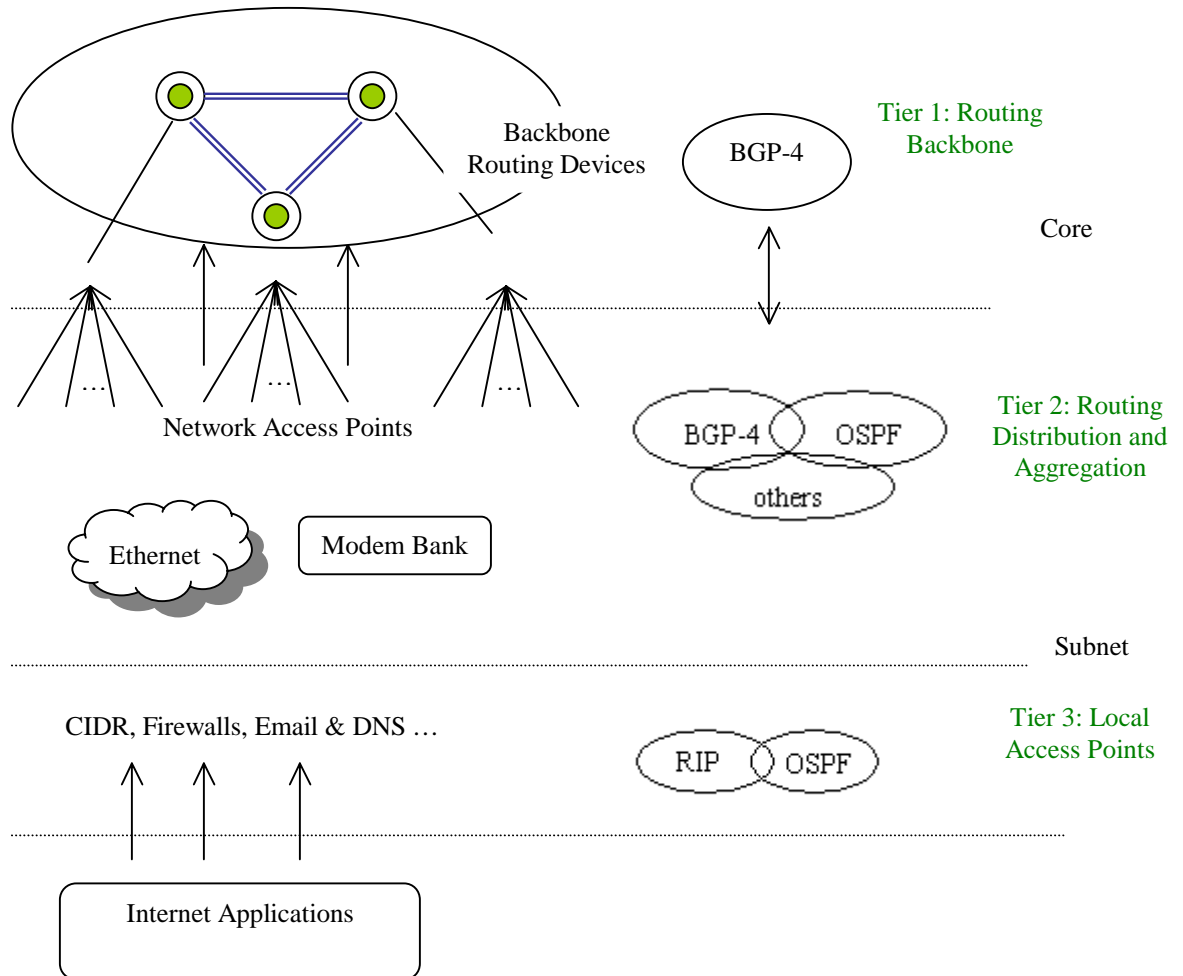 Backbone
Routing Devices
BGP-4
Tier 1: Routing
Backbone
Core
…
…
…
Network Access Points
BGP-4
OSPF
others
Tier 2: Routing
Distribution and
Aggregation
Ethernet
Modem Bank
Subnet
CIDR, Firewalls, Email & DNS …
RIP
OSPF
Tier 3: Local
Access Points
Internet Applications